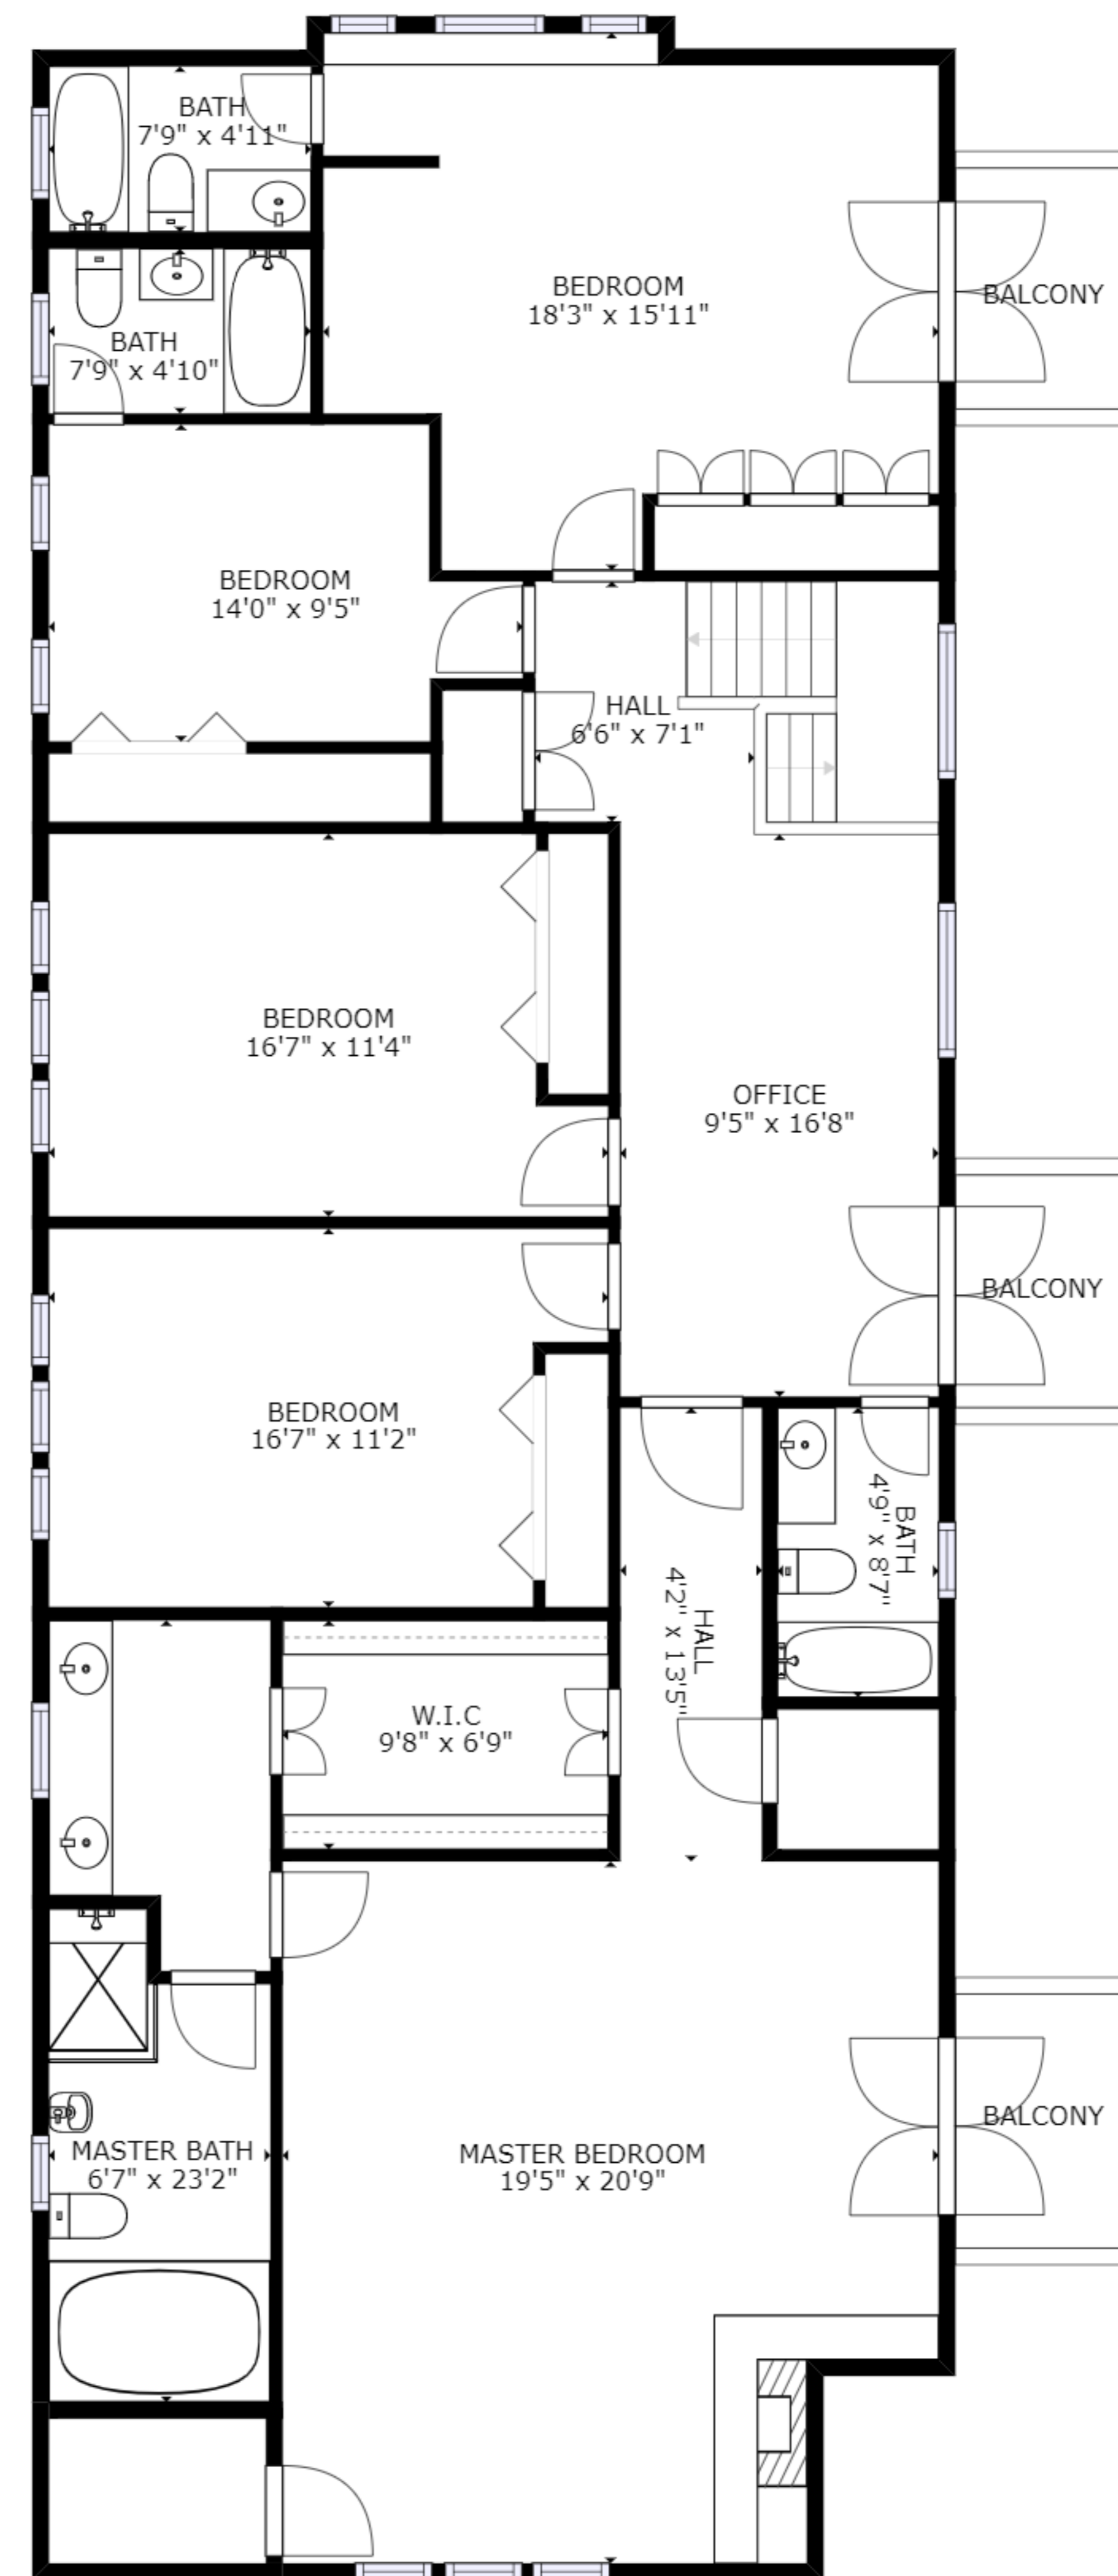 BATH
7'9" x 4'11"
BEDROOM
18'3" x 15'11"
BALCONY
BATH
7'9" x 4'10"
BEDROOM
14'0" x 9'5"
HALL
6'6" x 7'1"
BEDROOM
16'7" x 11'4"
OFFICE
9'5" x 16'8"
BALCONY
BEDROOM
16'7" x 11'2"
BATH
4'9" x 8'7"
HALL
4'2" x 13'5"
W.I.C
9'8" x 6'9"
MASTER BATH
6'7" x 23'2"
MASTER BEDROOM
19'5" x 20'9"
BALCONY